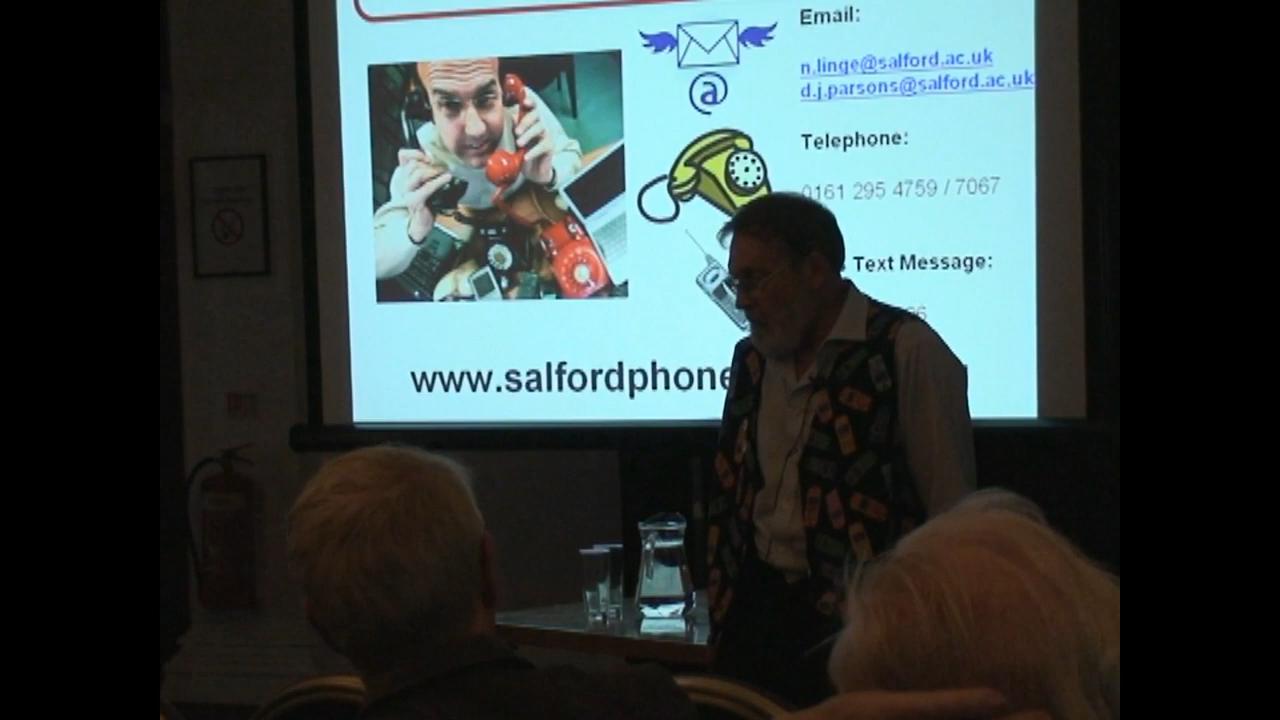 Email:
n.linge@salford.ac.uk
d.j.parsons@salford.ac.uk
Telephone:
0161 295 4759 / 7067
Text Message:
www.salfordphone